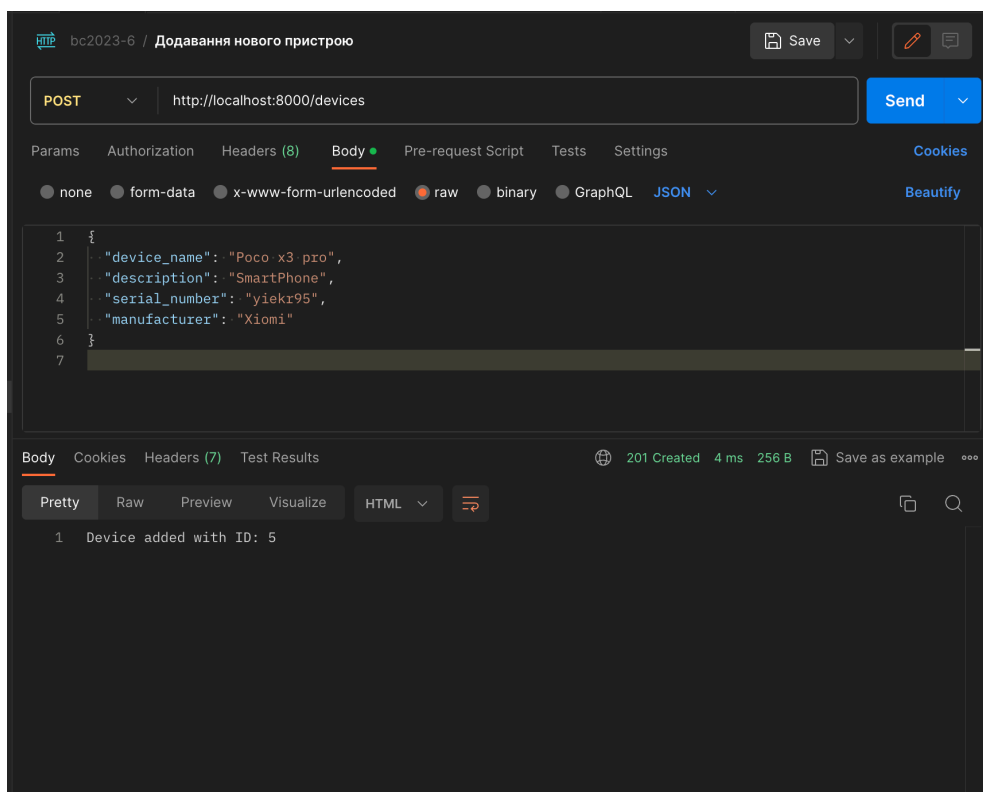 HTTP bc2023-6 / Додавання нового пристрою Save
POST http://localhost:8000/devices Send
Params Authorization Headers (8) Body Pre-request Script Tests Settings Cookies
none form-data x-www-form-urlencoded raw binary GraphQL JSON Beautify
1 {
2 "device_name": "Poco x3 pro",
3 "description": "SmartPhone",
4 "serial_number": "yiekr95",
5 "manufacturer": "Xiomi"
6 }
7
Body Cookies Headers (7) Test Results 201 Created 4 ms 256 B Save as example
Pretty Raw Preview Visualize HTML
1 Device added with ID: 5